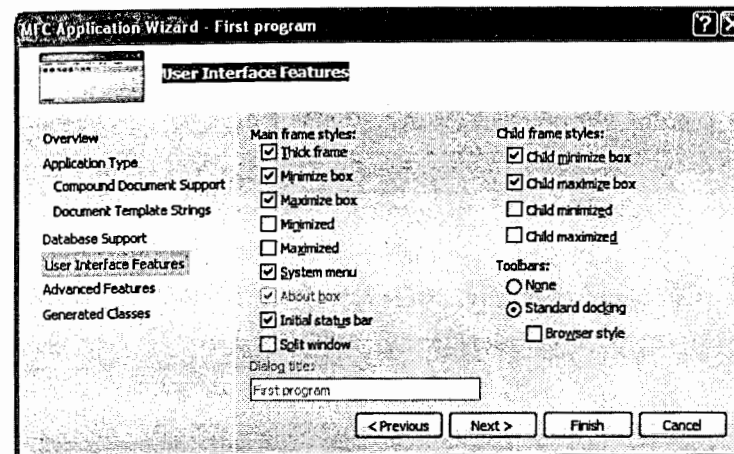 MFC Application Wizard - First program
User Interface Features
Overview
Application Type
Compound Document Support
Document Template Strings
Database Support
User Interface Features
Advanced Features
Generated Classes
Main frame styles:
Thick frame
Minimize box
Maximize box
Minimized
Maximized
System menu
About box
Initial status bar
Split window
Dialog title:
First program
Child frame styles:
Child minimize box
Child maximize box
Child minimized
Child maximized
Toolbars:
None
Standard docking
Browser style
< Previous
Next >
Finish
Cancel